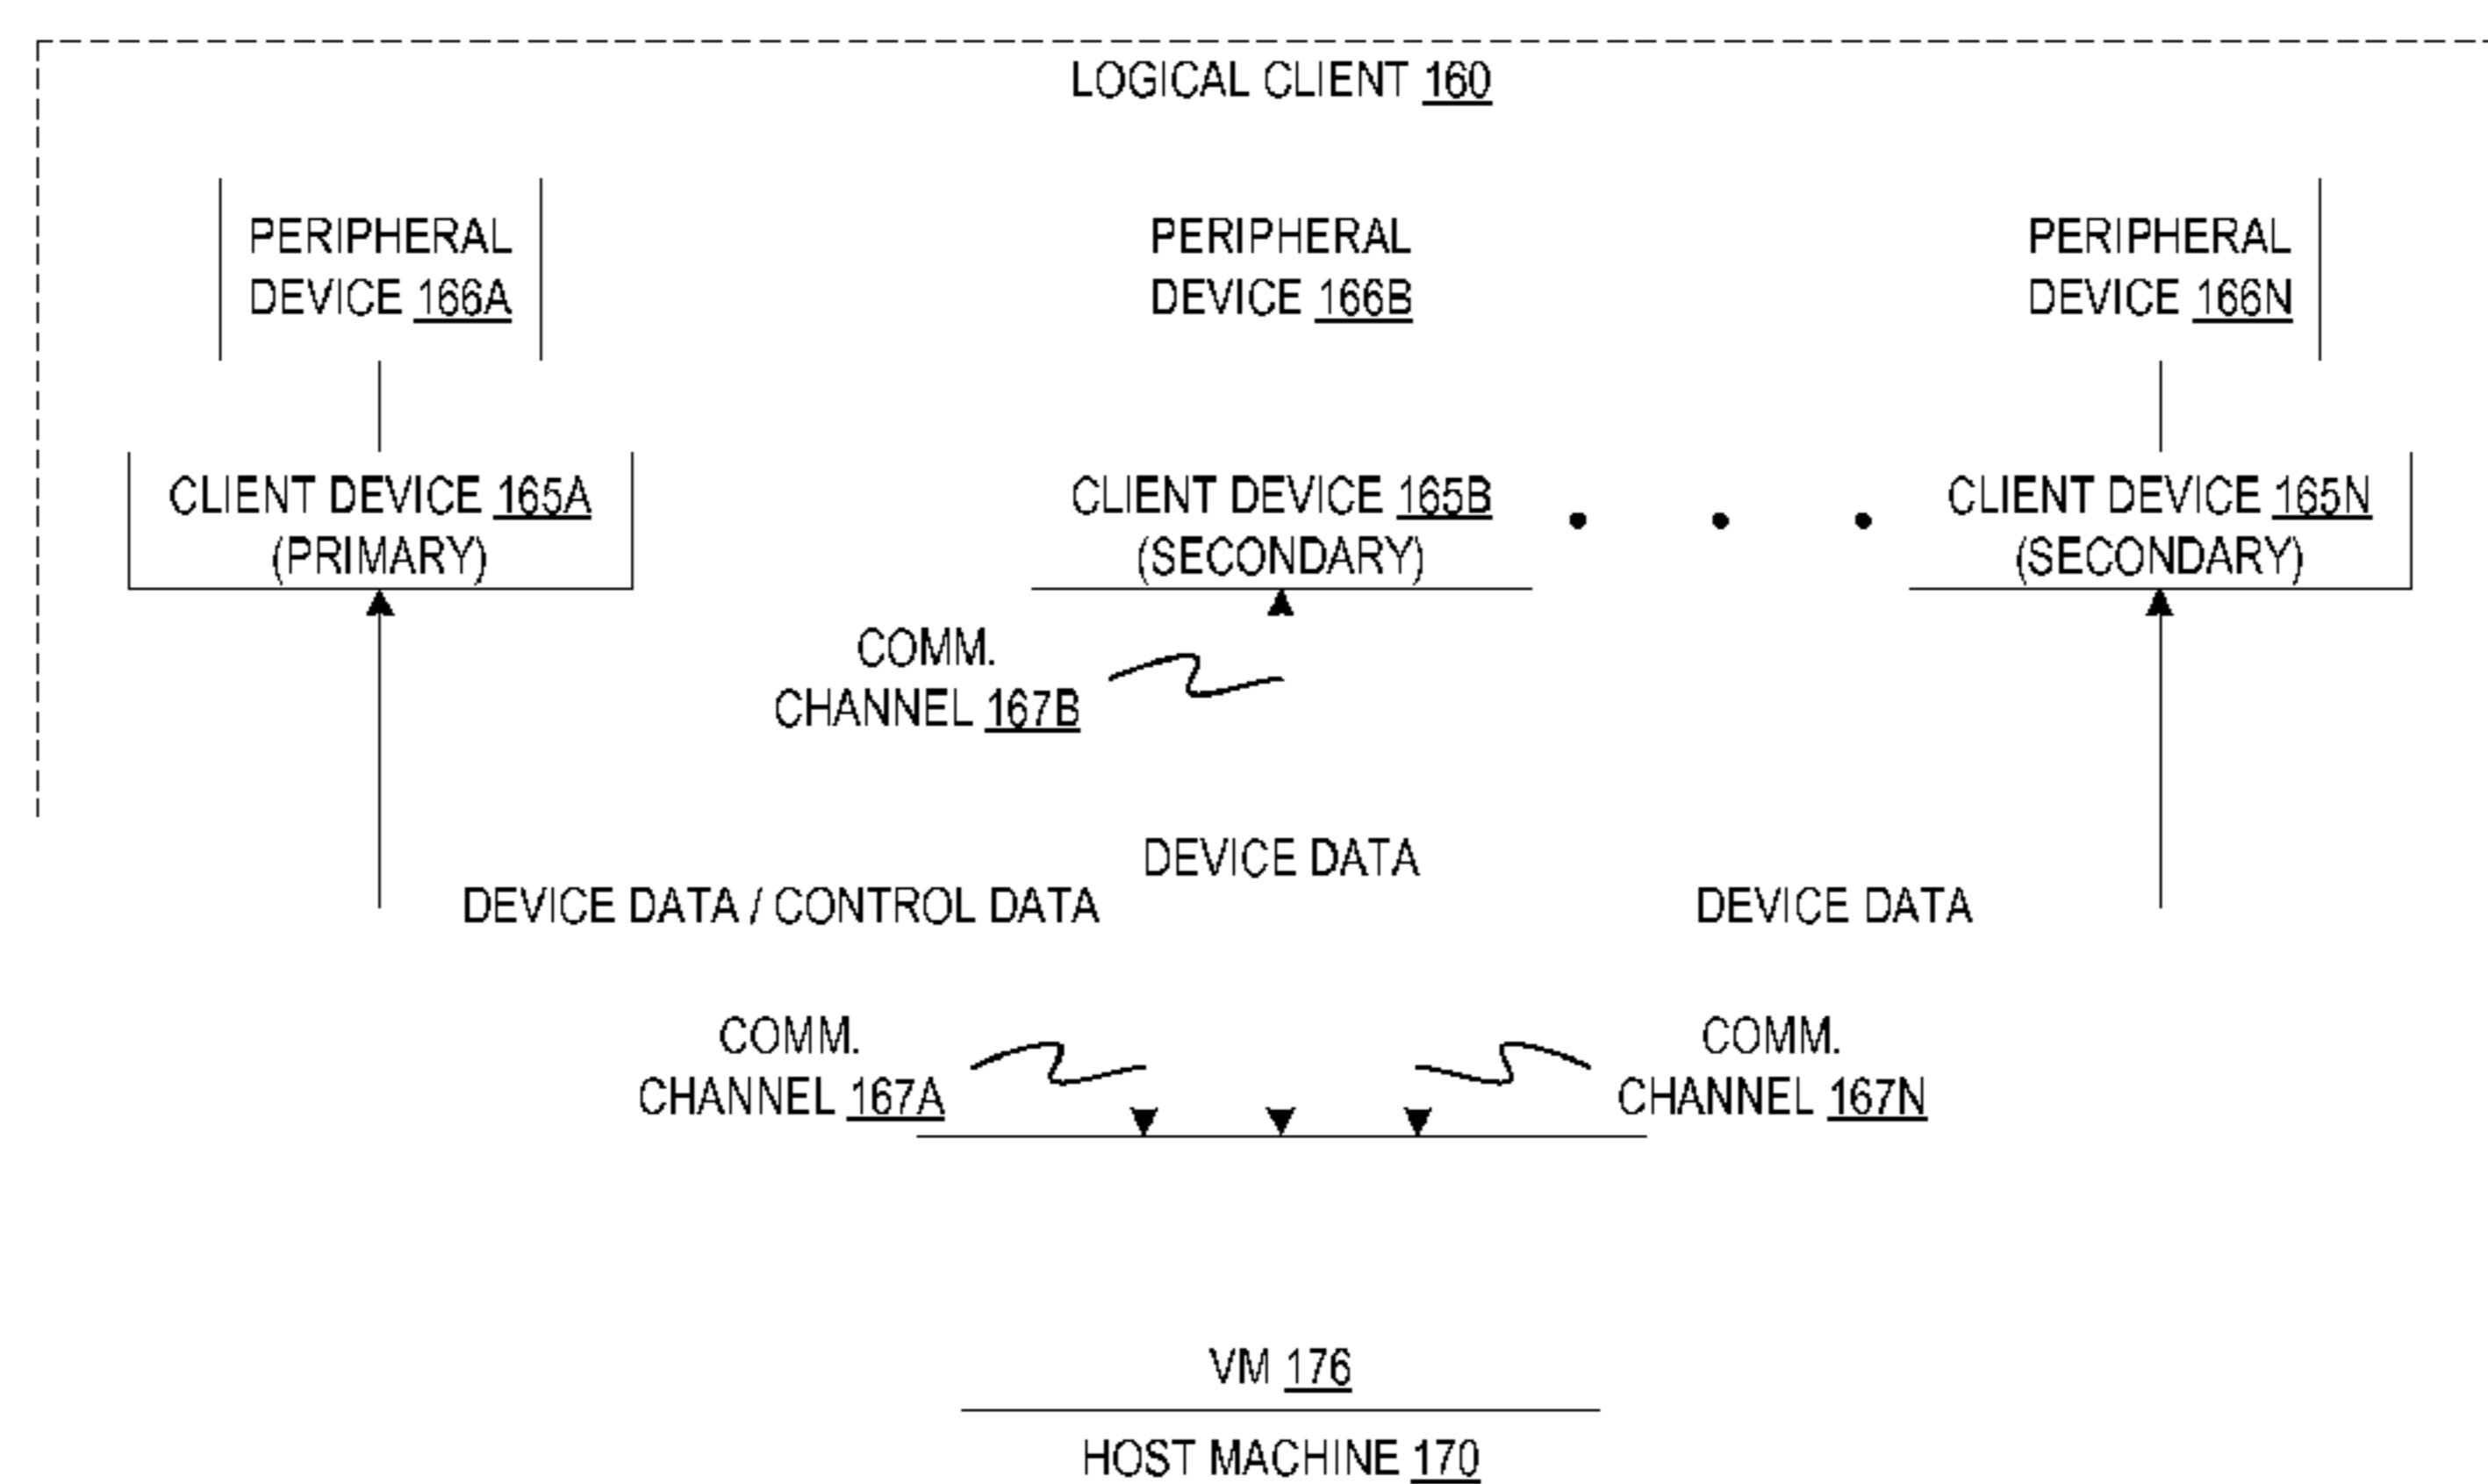 LOGICAL CLIENT 160
PERIPHERAL
DEVICE 166A
PERIPHERAL
DEVICE 166B
PERIPHERAL
DEVICE 166N
CLIENT DEVICE 165A
(PRIMARY)
CLIENT DEVICE 165B
(SECONDARY)
CLIENT DEVICE 165N
(SECONDARY)
COMM.
CHANNEL 167B
DEVICE DATA
DEVICE DATA / CONTROL DATA
DEVICE DATA
COMM.
CHANNEL 167A
COMM.
CHANNEL 167N
VM 176
HOST MACHINE 170